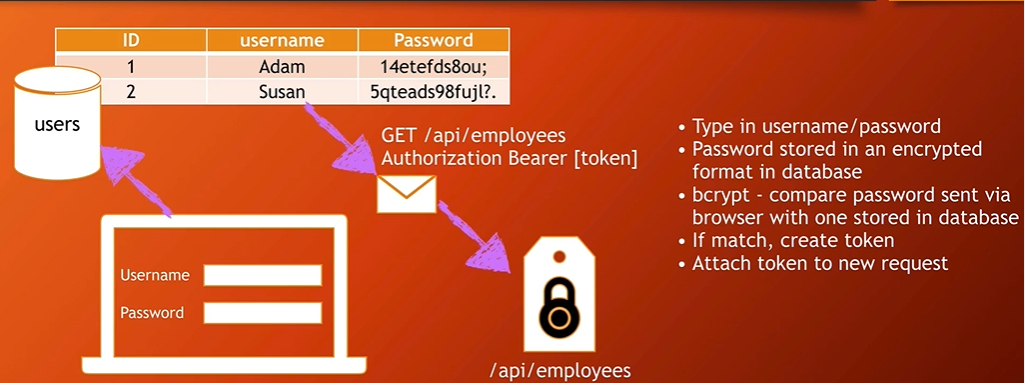 ID username Password
1 Adam 14etefds8ou;
2 Susan 5qteads98fujl?.
users
GET /api/employees
Authorization Bearer [token]
Username
Password
/api/employees
• Type in username/password
• Password stored in an encrypted
format in database
• bcrypt - compare password sent via
browser with one stored in database
• If match, create token
• Attach token to new request